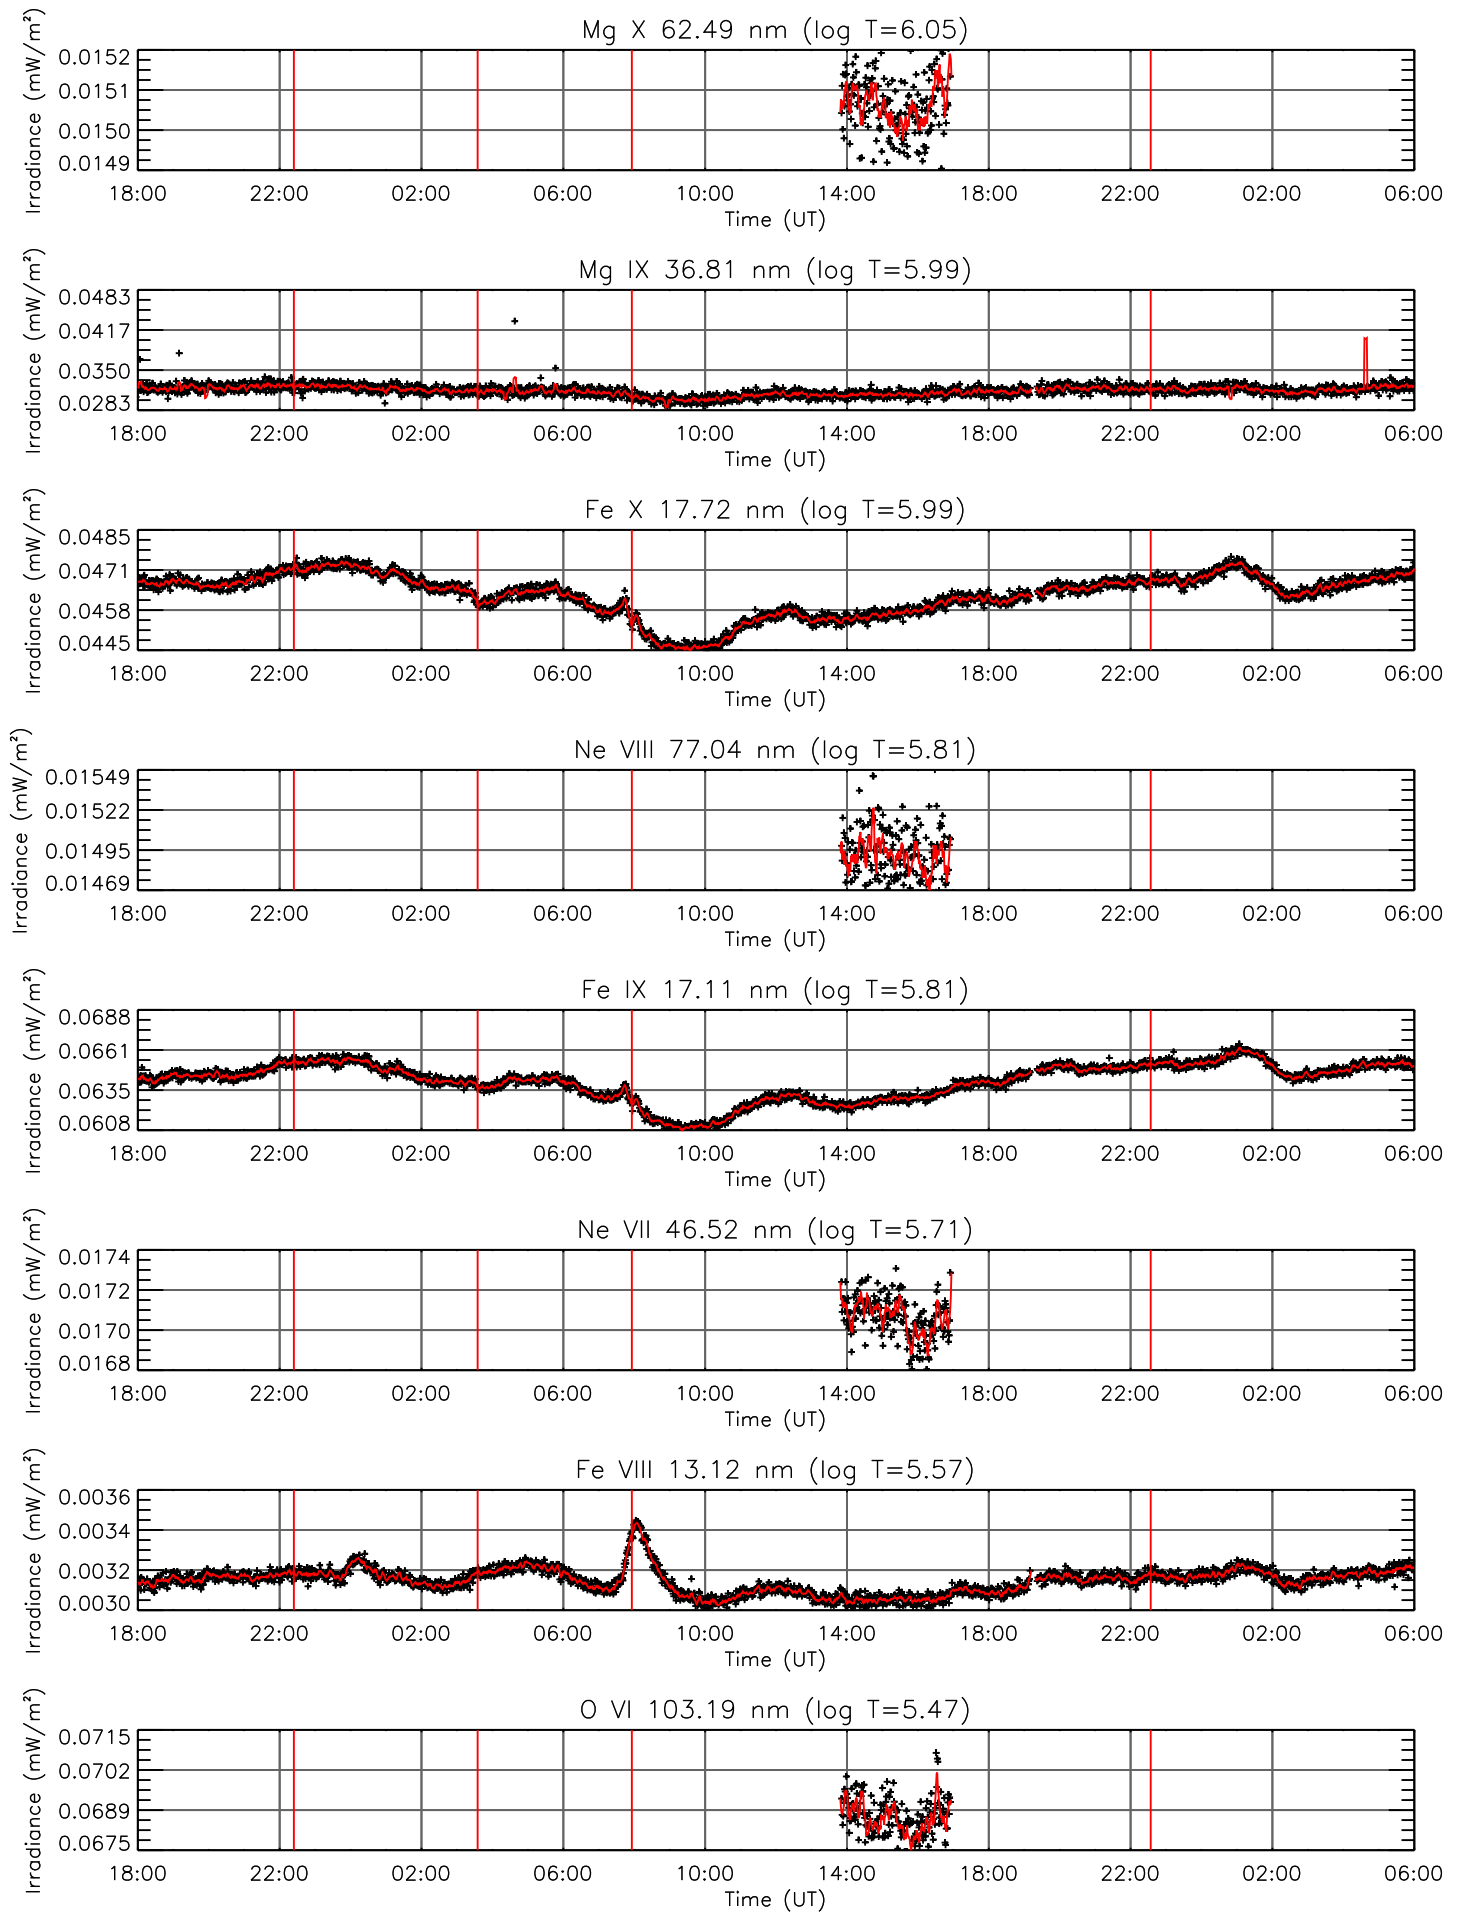 Mg X 62.49 nm (log T=6.05)
Irradiance (mW/m²)
0.0152
0.0151
0.0150
0.0149
18:00 22:00 02:00 06:00 10:00 14:00 18:00 22:00 02:00 06:00
Time (UT)
Mg IX 36.81 nm (log T=5.99)
Irradiance (mW/m²)
0.0483
0.0417
0.0350
0.0283
18:00 22:00 02:00 06:00 10:00 14:00 18:00 22:00 02:00 06:00
Time (UT)
Fe X 17.72 nm (log T=5.99)
Irradiance (mW/m²)
0.0485
0.0471
0.0458
0.0445
18:00 22:00 02:00 06:00 10:00 14:00 18:00 22:00 02:00 06:00
Time (UT)
Ne VIII 77.04 nm (log T=5.81)
Irradiance (mW/m²)
0.01549
0.01522
0.01495
0.01469
18:00 22:00 02:00 06:00 10:00 14:00 18:00 22:00 02:00 06:00
Time (UT)
Fe IX 17.11 nm (log T=5.81)
Irradiance (mW/m²)
0.0688
0.0661
0.0635
0.0608
18:00 22:00 02:00 06:00 10:00 14:00 18:00 22:00 02:00 06:00
Time (UT)
Ne VII 46.52 nm (log T=5.71)
Irradiance (mW/m²)
0.0174
0.0172
0.0170
0.0168
18:00 22:00 02:00 06:00 10:00 14:00 18:00 22:00 02:00 06:00
Time (UT)
Fe VIII 13.12 nm (log T=5.57)
Irradiance (mW/m²)
0.0036
0.0034
0.0032
0.0030
18:00 22:00 02:00 06:00 10:00 14:00 18:00 22:00 02:00 06:00
Time (UT)
O VI 103.19 nm (log T=5.47)
Irradiance (mW/m²)
0.0715
0.0702
0.0689
0.0675
18:00 22:00 02:00 06:00 10:00 14:00 18:00 22:00 02:00 06:00
Time (UT)